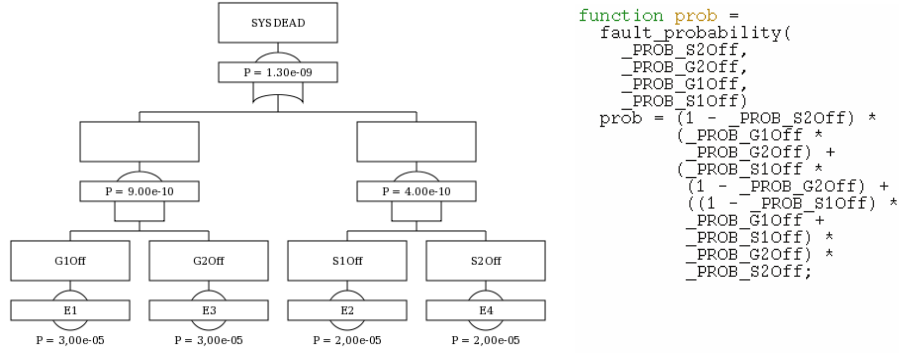 SYS DEAD
P = 1.30e-09
P = 9.00e-10
P = 4.00e-10
G1Off
G2Off
S1Off
S2Off
E1
E3
E2
E4
P = 3,00e-05
P = 3,00e-05
P = 2,00e-05
P = 2,00e-05
function prob =
fault_probability(
_PROB_S2Off,
_PROB_G2Off,
_PROB_G1Off,
_PROB_S1Off)
prob = (1 - _PROB_S2Off) *
(_PROB_G1Off *
_PROB_G2Off) +
(_PROB_S1Off *
(1 - _PROB_G2Off) +
((1 - _PROB_S1Off) *
_PROB_G1Off +
_PROB_S1Off) *
_PROB_G2Off) *
_PROB_S2Off;